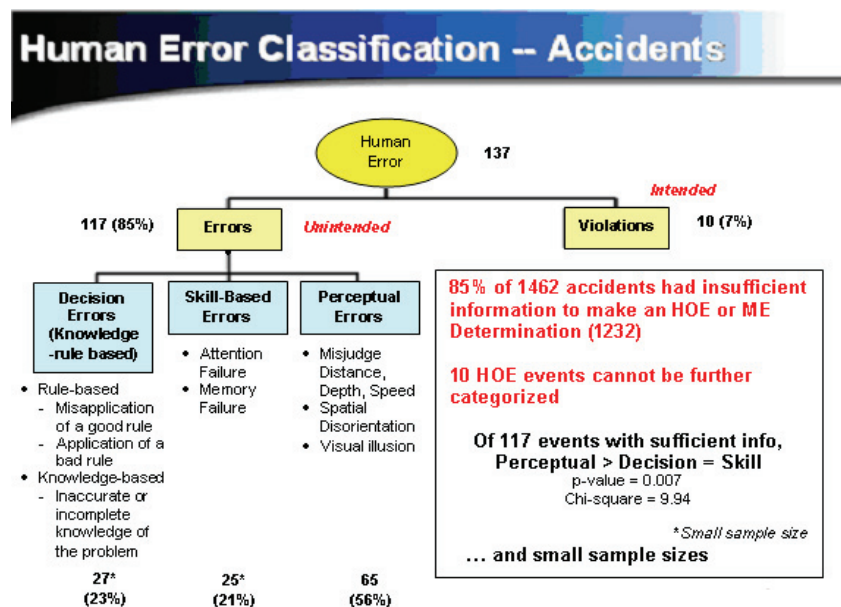 Human Error Classification -- Accidents
Human
Error
137
Intended
117 (85%)
Errors
Unintended
Violations
10 (7%)
Decision
Errors
(Knowledge
-rule based)
Skill-Based
Errors
Perceptual
Errors
• Rule-based
- Misapplication
of a good rule
- Application of a
bad rule
• Knowledge-based
- Inaccurate or
incomplete
knowledge of
the problem
• Attention
Failure
• Memory
Failure
• Misjudge
Distance,
Depth, Speed
• Spatial
Disorientation
• Visual illusion
27*
(23%)
25*
(21%)
65
(56%)
85% of 1462 accidents had insufficient
information to make an HOE or ME
Determination (1232)
10 HOE events cannot be further
categorized
Of 117 events with sufficient info,
Perceptual > Decision = Skill
p-value = 0.007
Chi-square = 9.94
*Small sample size
... and small sample sizes